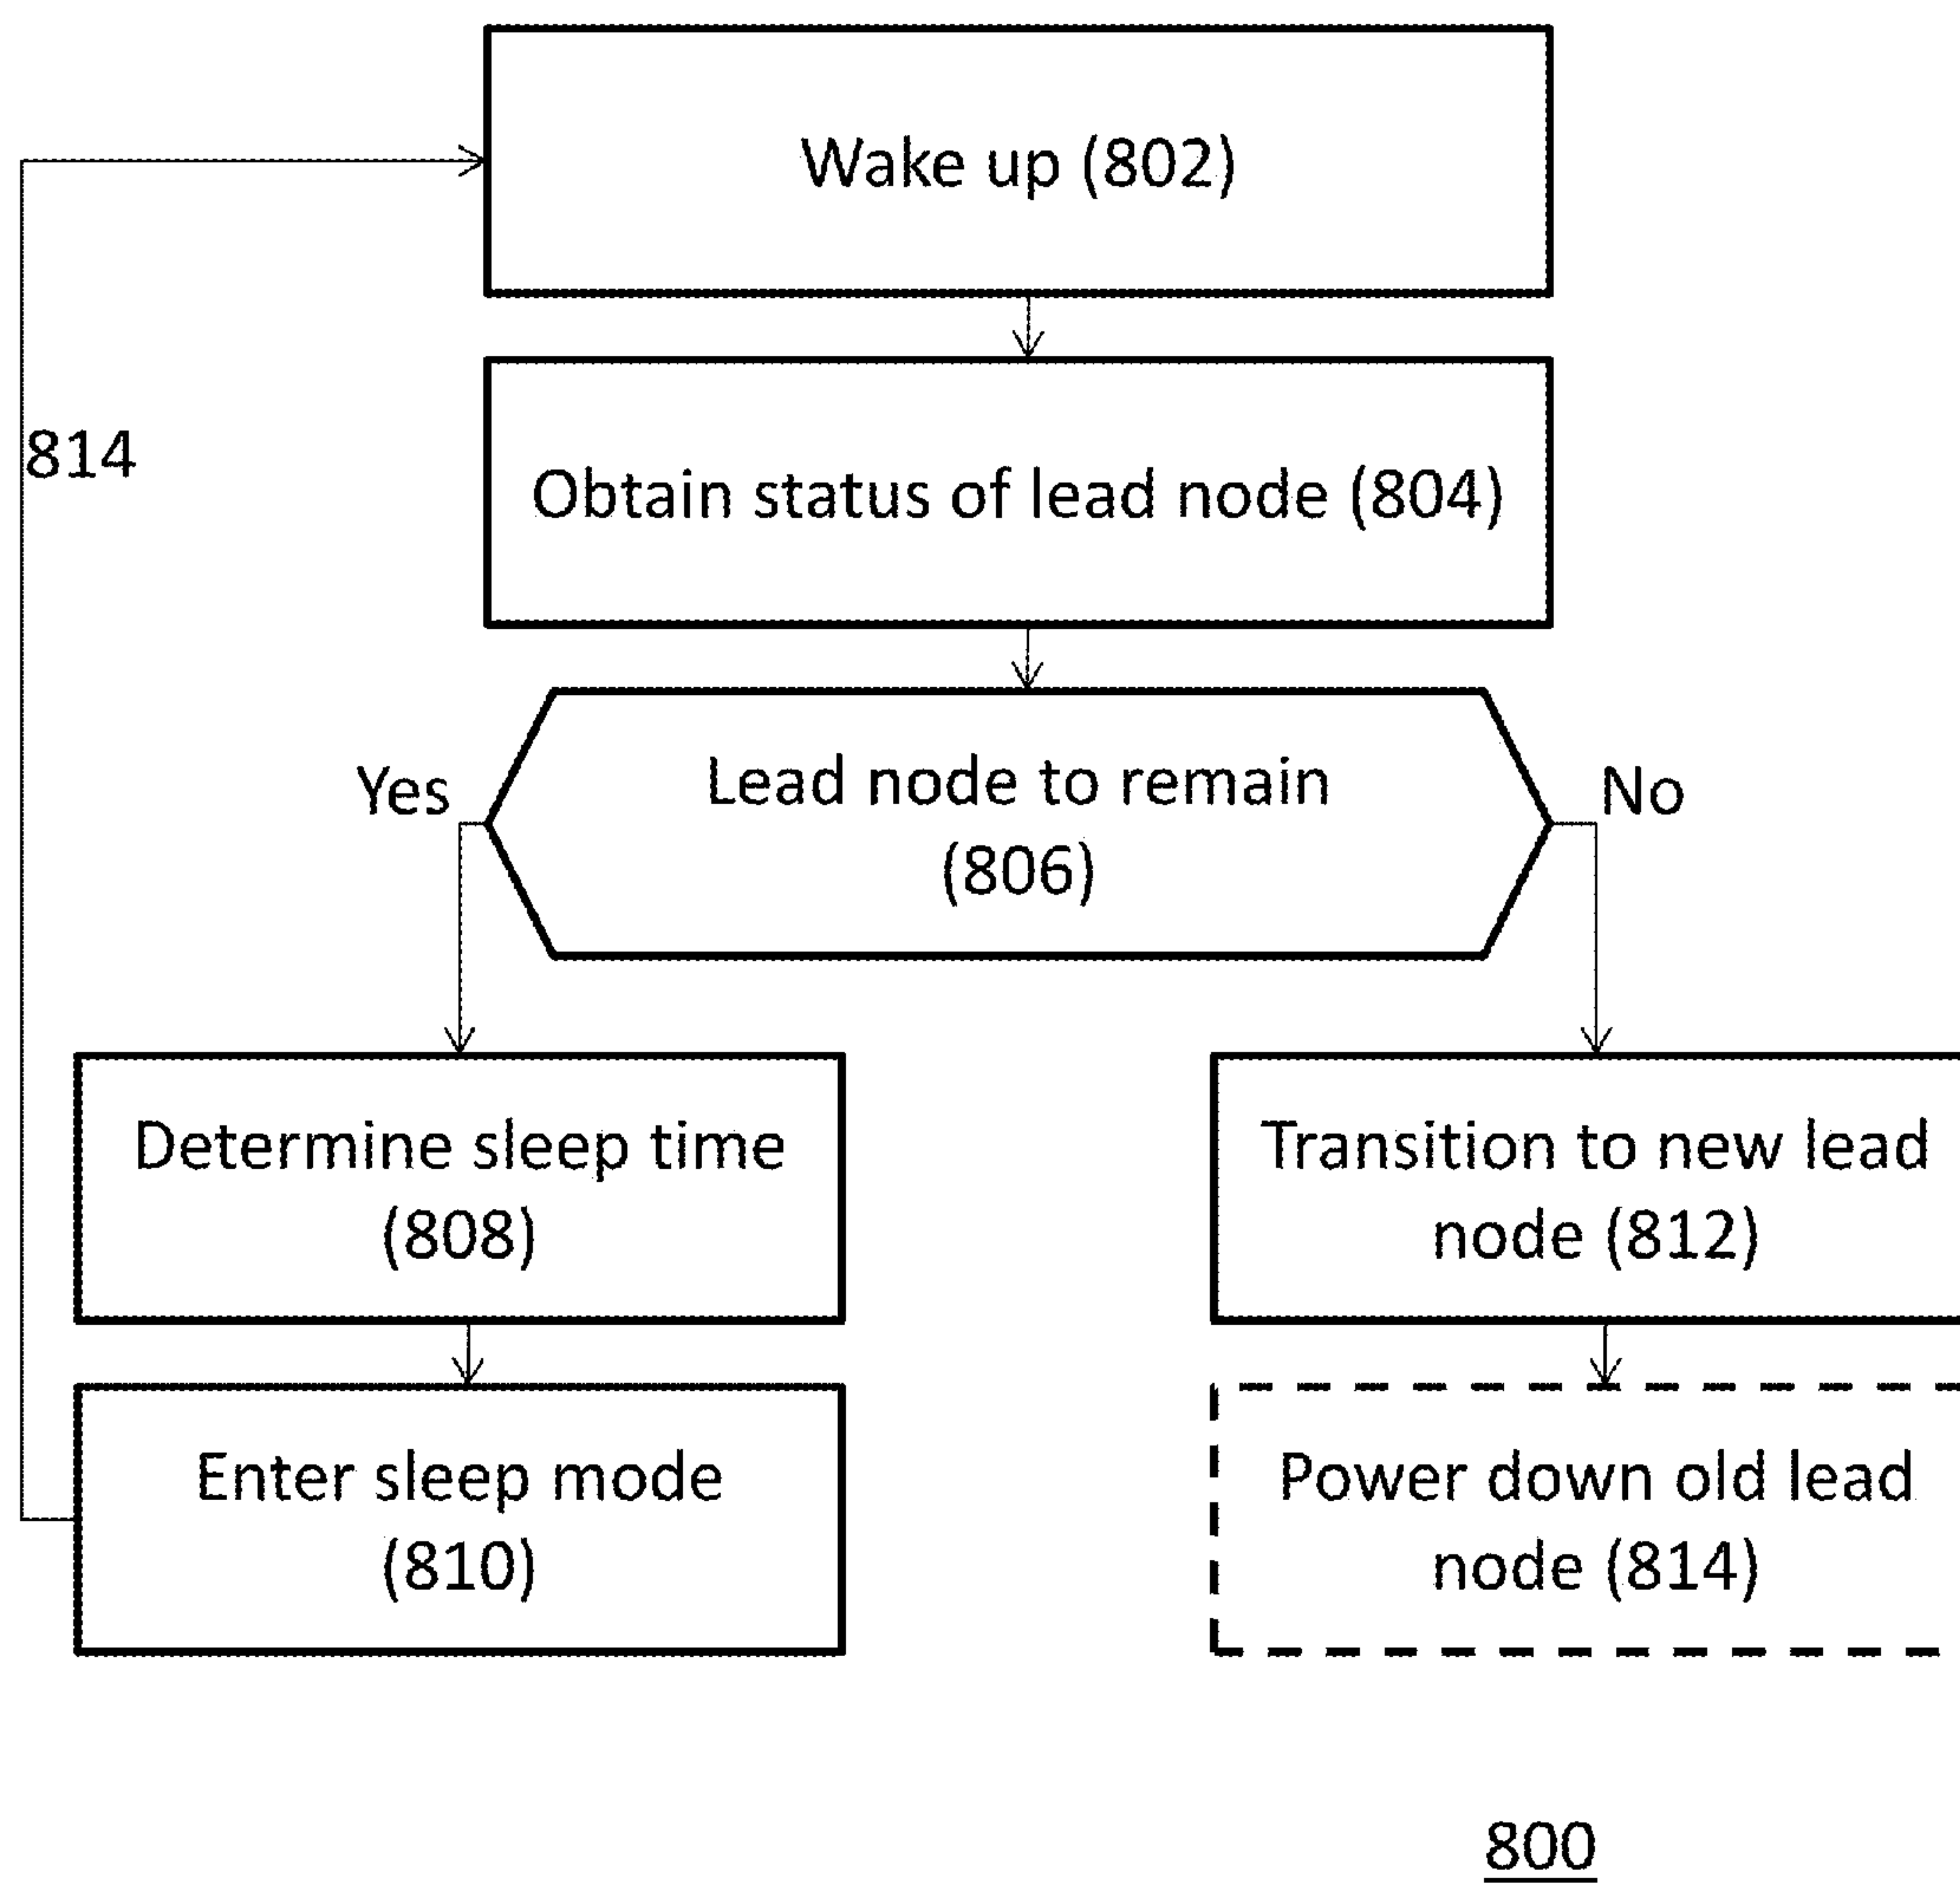 Wake up (802)
814
Obtain status of lead node (804)
Yes
Lead node to remain
(806)
No
Determine sleep time
(808)
Transition to new lead
node (812)
Enter sleep mode
(810)
Power down old lead
node (814)
800